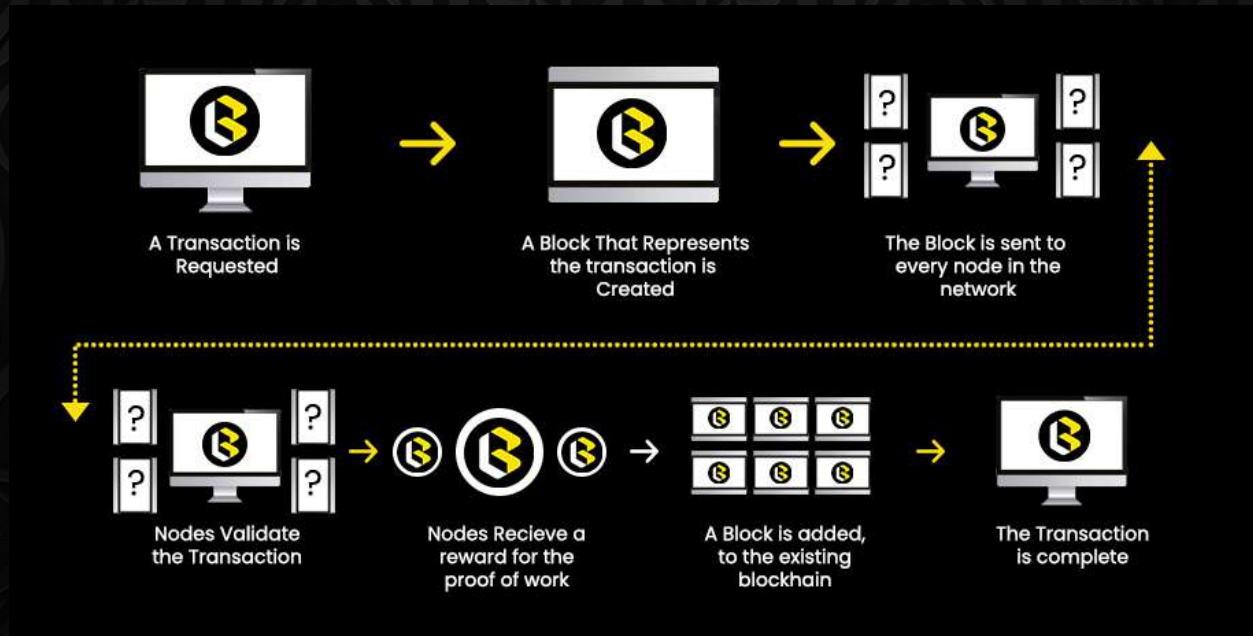 A Transaction is
Requested
A Block That Represents
the transaction is
Created
?
?
?
?
The Block is sent to
every node in the
network
?
?
?
?
Nodes Validate
the Transaction
Nodes Recieve a
reward for the
proof of work
A Block is added,
to the existing
blockhain
The Transaction
is complete